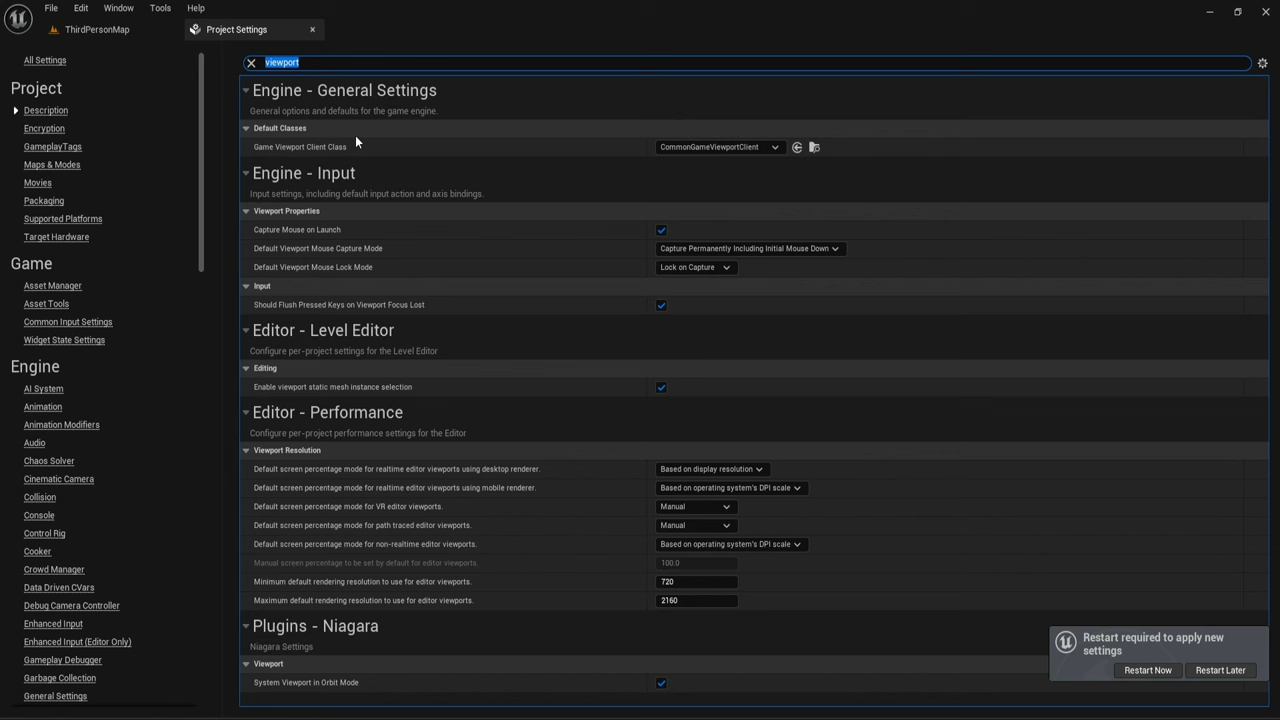 File Edit Window Tools Help
ThirdPersonMap Project Settings
All Settings
Project
Description
Encryption
GameplayTags
Maps & Modes
Movies
Packaging
Supported Platforms
Target Hardware
Game
Asset Manager
Asset Tools
Common Input Settings
Widget State Settings
Engine
AI System
Animation
Animation Modifiers
Audio
Chaos Solver
Cinematic Camera
Collision
Console
Control Rig
Cooker
Crowd Manager
Data Driven CVars
Debug Camera Controller
Enhanced Input
Enhanced Input (Editor Only)
Gameplay Debugger
Garbage Collection
General Settings
viewport
Engine - General Settings
General options and defaults for the game engine.
Default Classes
Game Viewport Client Class CommonGameViewportClient
Engine - Input
Input settings, including default input action and axis bindings.
Viewport Properties
Capture Mouse on Launch
Default Viewport Mouse Capture Mode Capture Permanently Including Initial Mouse Down
Default Viewport Mouse Lock Mode Lock on Capture
Input
Should Flush Pressed Keys on Viewport Focus Lost
Editor - Level Editor
Configure per-project settings for the Level Editor
Editing
Enable viewport static mesh instance selection
Editor - Performance
Configure per-project performance settings for the Editor
Viewport Resolution
Default screen percentage mode for realtime editor viewports using desktop renderer. Based on display resolution
Default screen percentage mode for realtime editor viewports using mobile renderer. Based on operating system's DPI scale
Default screen percentage mode for VR editor viewports. Manual
Default screen percentage mode for path traced editor viewports. Manual
Default screen percentage mode for non-realtime editor viewports. Based on operating system's DPI scale
Manual screen percentage to be set by default for editor viewports. 100.0
Minimum default rendering resolution to use for editor viewports. 720
Maximum default rendering resolution to use for editor viewports. 2160
Plugins - Niagara
Niagara Settings
Viewport
System Viewport in Orbit Mode
Restart required to apply new
settings
Restart Now Restart Later